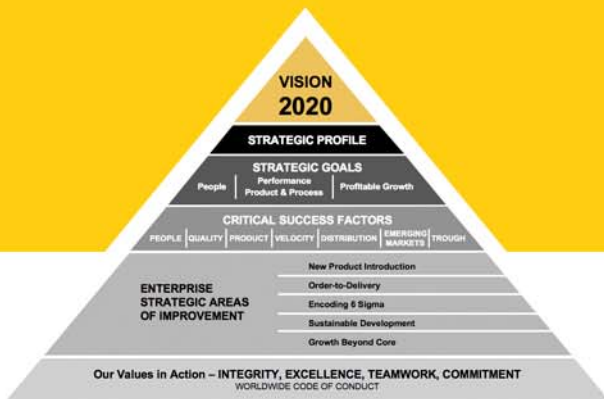 VISION
2020
STRATEGIC PROFILE
STRATEGIC GOALS
People
Performance
Product & Process
Profitable Growth
CRITICAL SUCCESS FACTORS
PEOPLE QUALITY PRODUCT VELOCITY DISTRIBUTION EMERGING MARKETS TROUGH
ENTERPRISE
STRATEGIC AREAS
OF IMPROVEMENT
New Product Introduction
Order-to-Delivery
Encoding 6 Sigma
Sustainable Development
Growth Beyond Core
Our Values in Action – INTEGRITY, EXCELLENCE, TEAMWORK, COMMITMENT
WORLDWIDE CODE OF CONDUCT